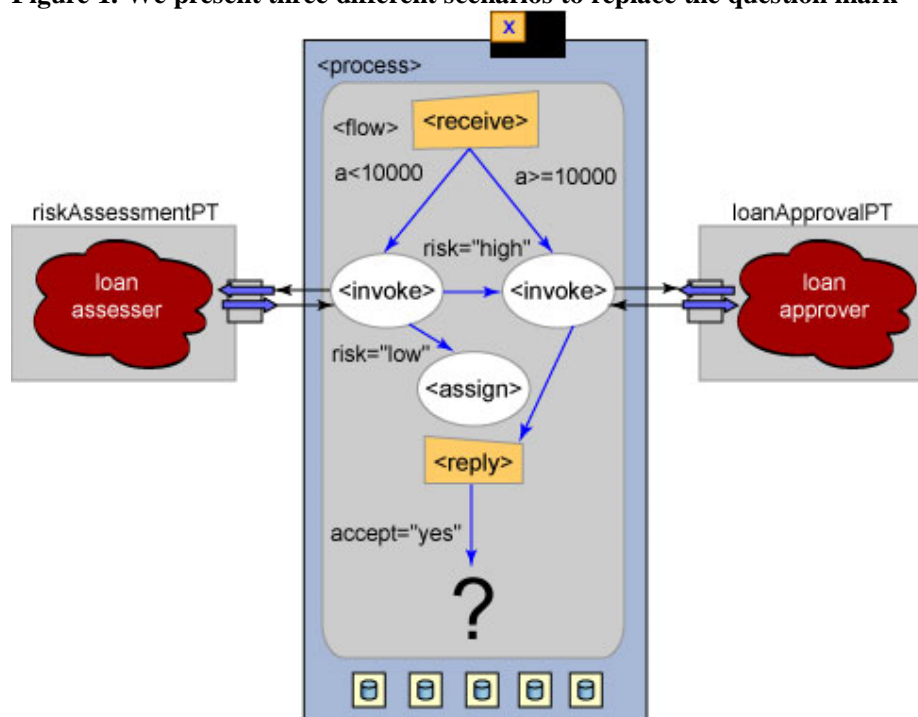 Figure 1. We present three different scenarios to replace the question mark
X
<process>
<flow>
<receive>
a<10000
a>=10000
riskAssessmentPT
loanApprovalPT
risk="high"
loan
assesser
<invoke>
<invoke>
loan
approver
risk="low"
<assign>
<reply>
accept="yes"
?